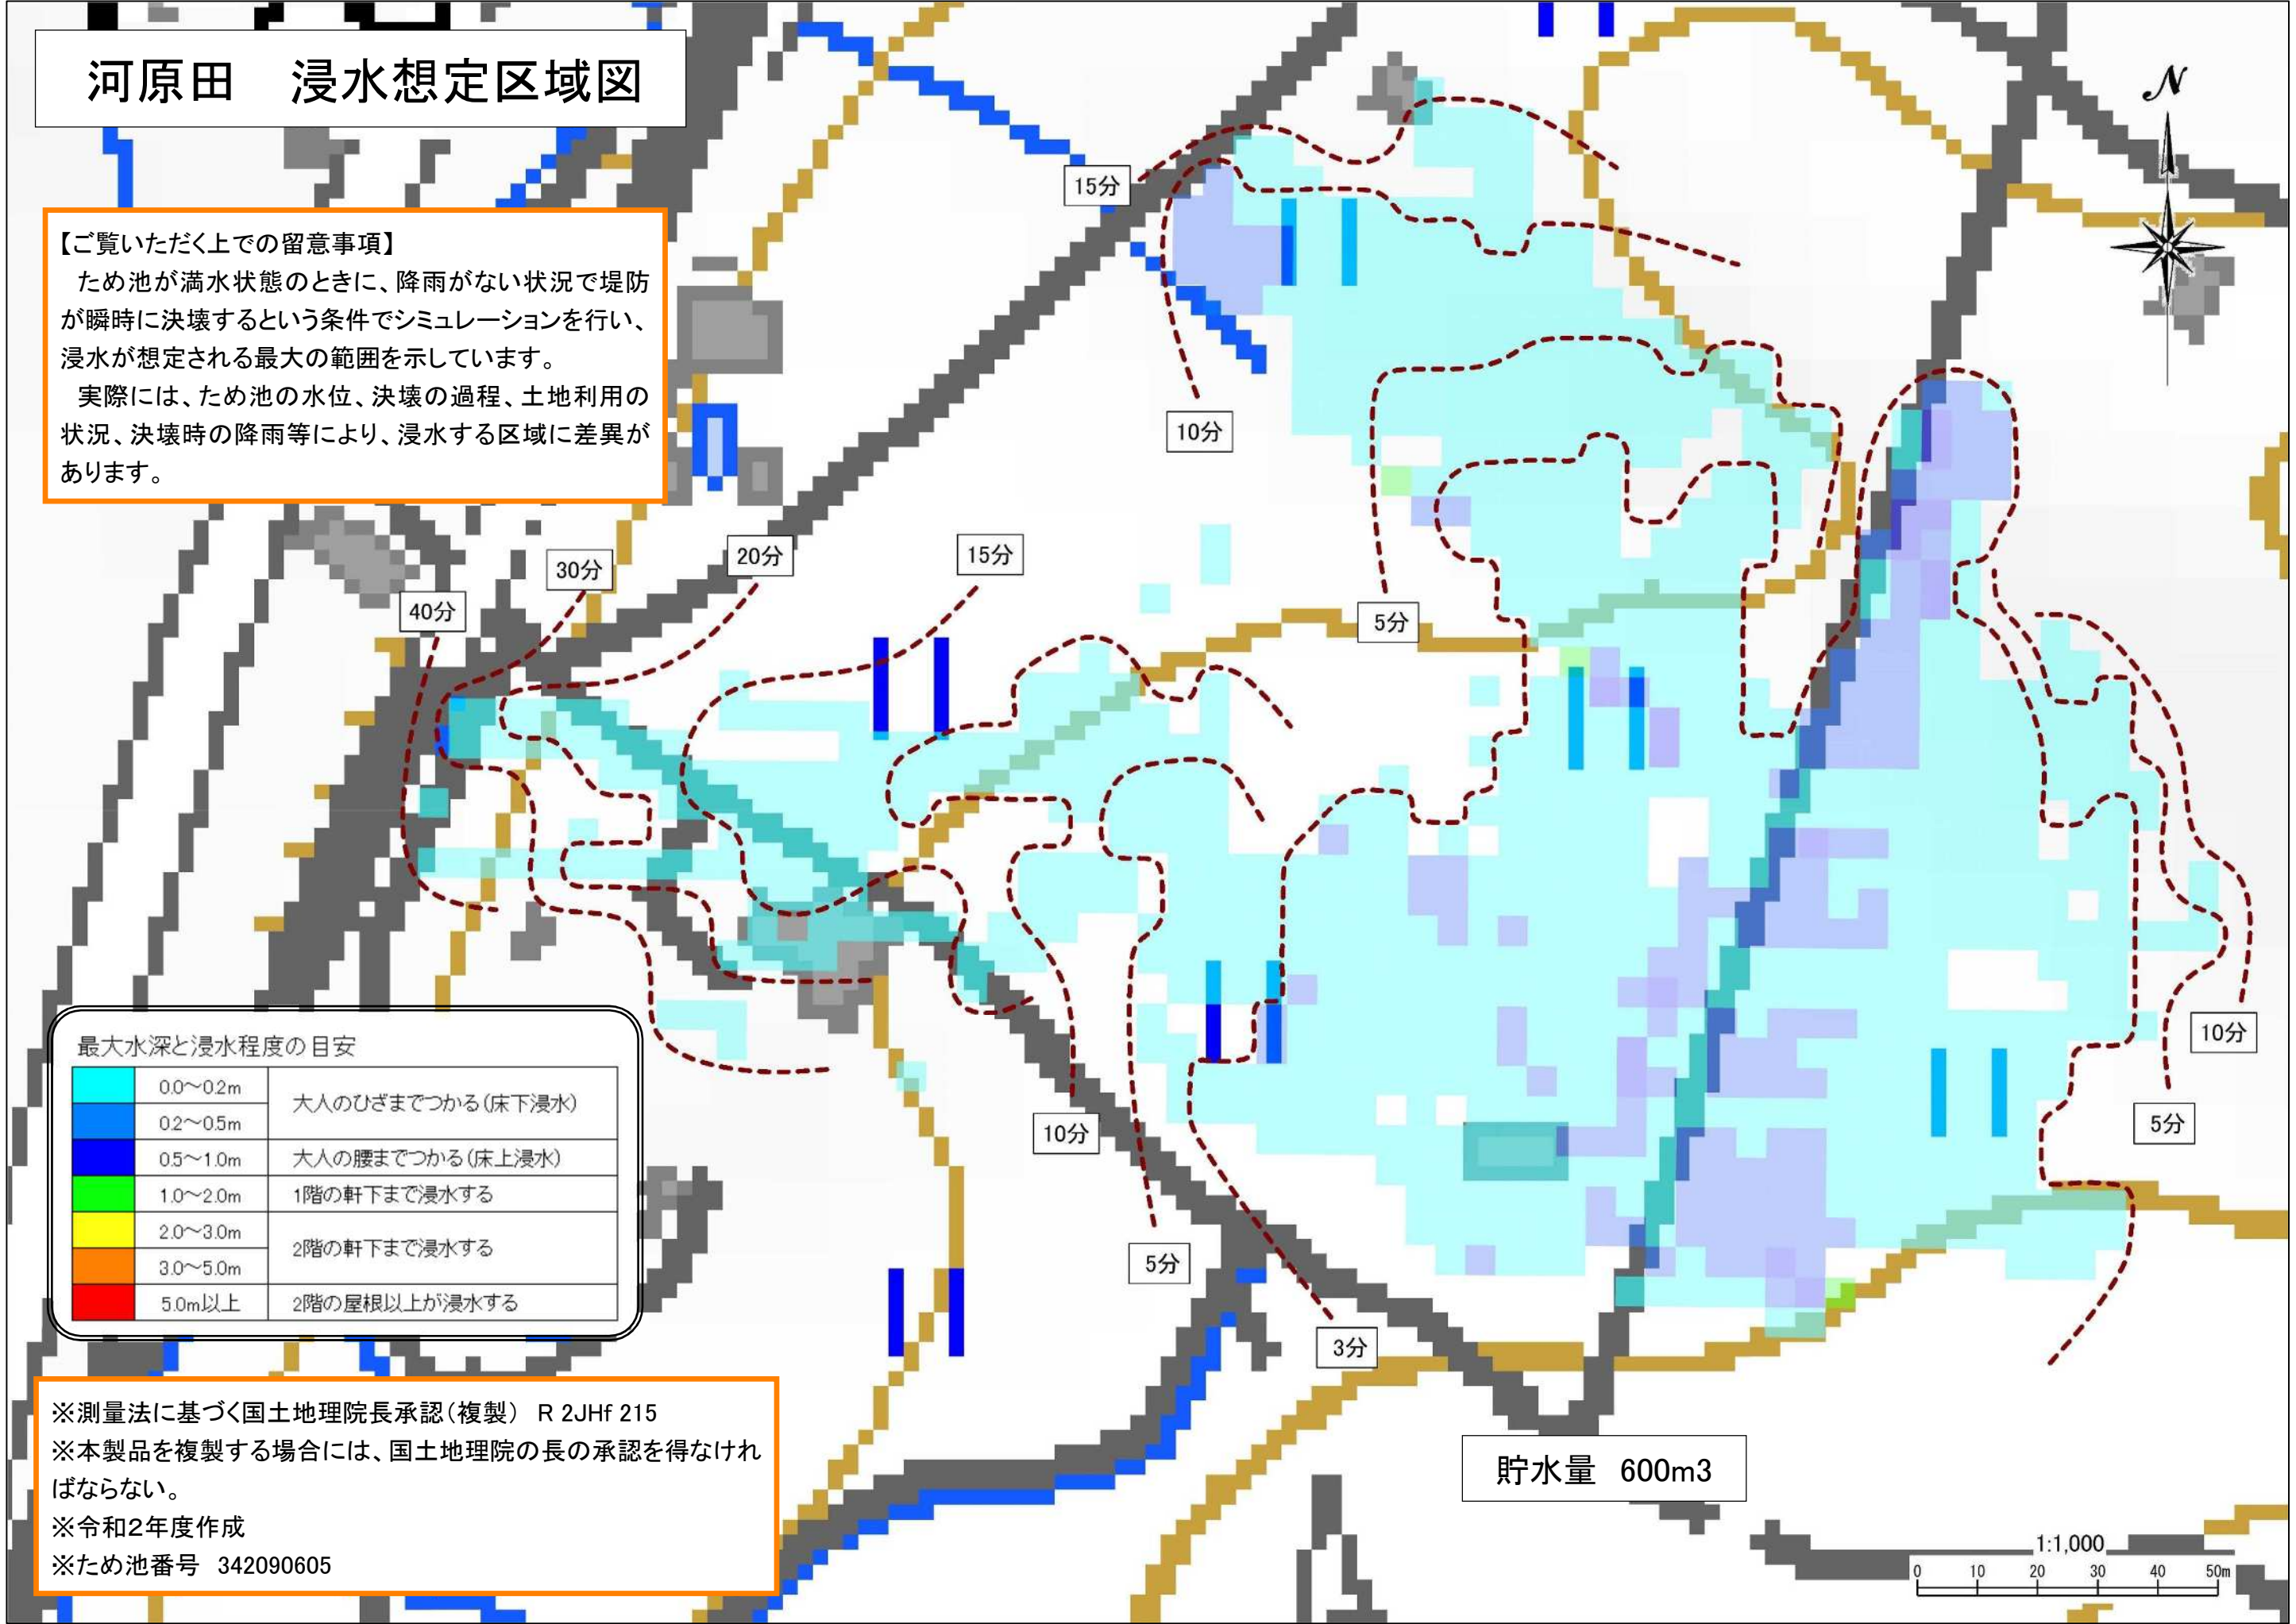 河原田　浸水想定区域図
N
【ご覧いただく上での留意事項】
　ため池が満水状態のときに、降雨がない状況で堤防
が瞬時に決壊するという条件でシミュレーションを行い、
浸水が想定される最大の範囲を示しています。
　実際には、ため池の水位、決壊の過程、土地利用の
状況、決壊時の降雨等により、浸水する区域に差異が
あります。
15分
10分
15分
20分
30分
40分
5分
10分
5分
10分
5分
3分
最大水深と浸水程度の目安
0.0～0.2m
大人のひざまでつかる(床下浸水)
0.2～0.5m
0.5～1.0m
大人の腰までつかる(床上浸水)
1.0～2.0m
1階の軒下まで浸水する
2.0～3.0m
2階の軒下まで浸水する
3.0～5.0m
5.0m以上
2階の屋根以上が浸水する
※測量法に基づく国土地理院長承認(複製)　R 2JHf 215
※本製品を複製する場合には、国土地理院の長の承認を得なけれ
ばならない。
※令和2年度作成
※ため池番号　342090605
貯水量　600m3
1:1,000
0 10 20 30 40 50m